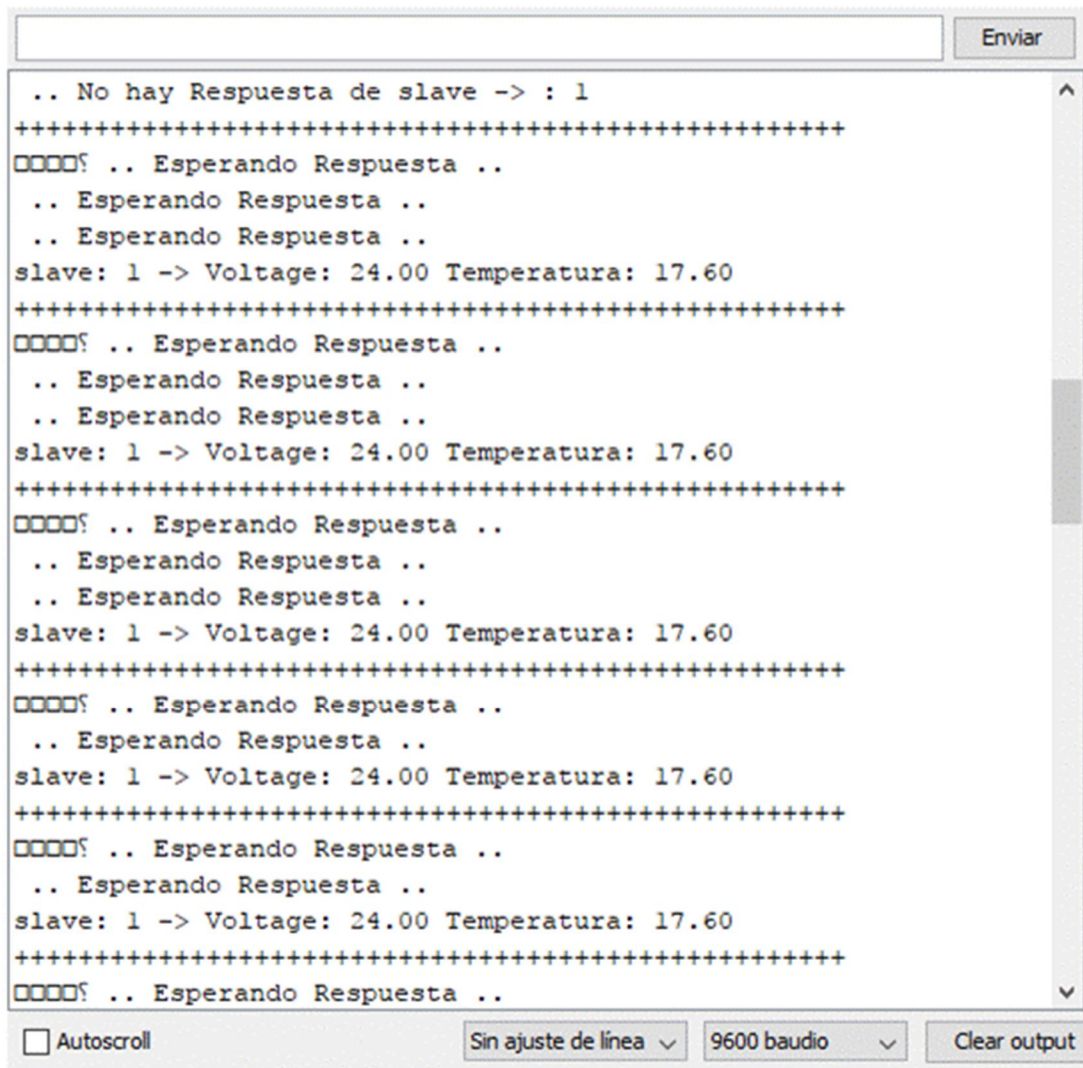 Enviar
.. No hay Respuesta de slave -> : 1
++++++++++++++++++++++++++++++++++++++++++++++++++++
□□□□⸮ .. Esperando Respuesta ..
.. Esperando Respuesta ..
.. Esperando Respuesta ..
slave: 1 -> Voltage: 24.00 Temperatura: 17.60
++++++++++++++++++++++++++++++++++++++++++++++++++++
□□□□⸮ .. Esperando Respuesta ..
.. Esperando Respuesta ..
.. Esperando Respuesta ..
slave: 1 -> Voltage: 24.00 Temperatura: 17.60
++++++++++++++++++++++++++++++++++++++++++++++++++++
□□□□⸮ .. Esperando Respuesta ..
.. Esperando Respuesta ..
.. Esperando Respuesta ..
slave: 1 -> Voltage: 24.00 Temperatura: 17.60
++++++++++++++++++++++++++++++++++++++++++++++++++++
□□□□⸮ .. Esperando Respuesta ..
.. Esperando Respuesta ..
slave: 1 -> Voltage: 24.00 Temperatura: 17.60
++++++++++++++++++++++++++++++++++++++++++++++++++++
□□□□⸮ .. Esperando Respuesta ..
.. Esperando Respuesta ..
slave: 1 -> Voltage: 24.00 Temperatura: 17.60
++++++++++++++++++++++++++++++++++++++++++++++++++++
□□□□⸮ .. Esperando Respuesta ..
Autoscroll Sin ajuste de línea 9600 baudio Clear output